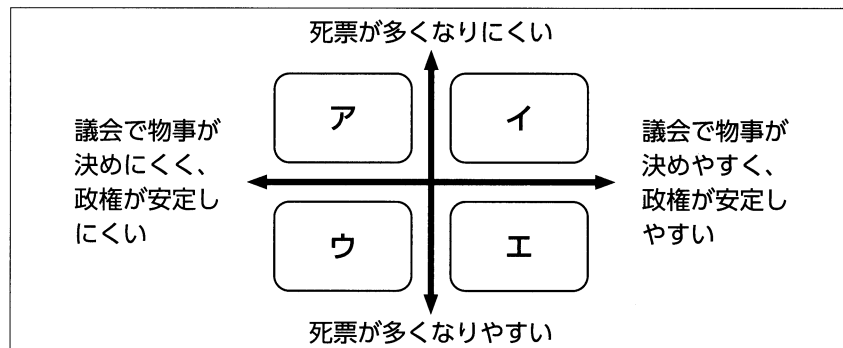 死票が多くなりにくい
ア
イ
議会で物事が
決めにくく、
政権が安定し
にくい
議会で物事が
決めやすく、
政権が安定し
やすい
ウ
エ
死票が多くなりやすい